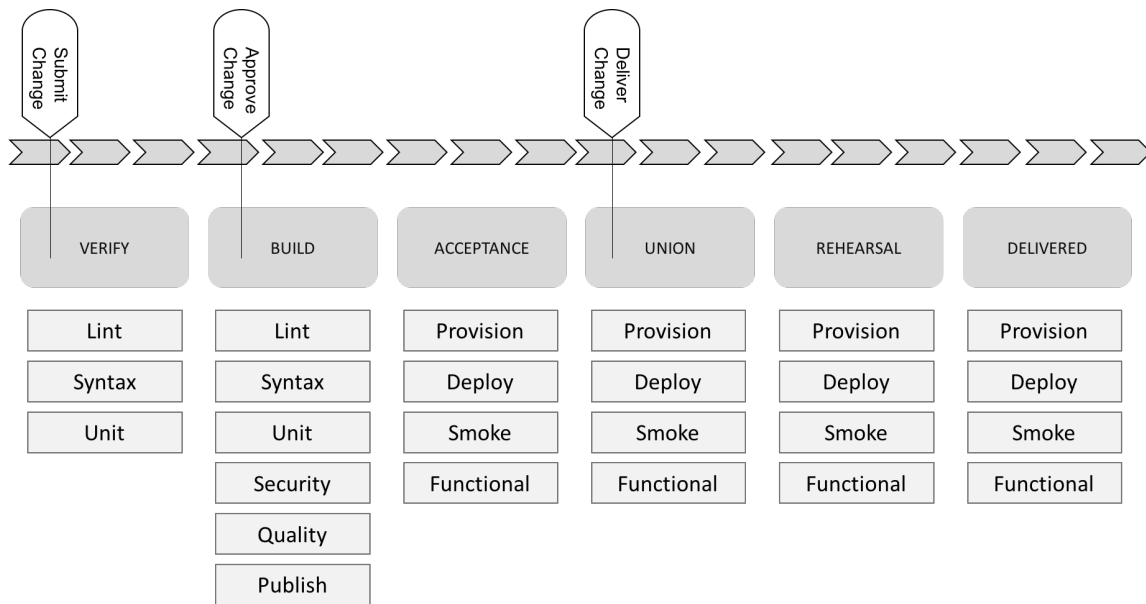 Submit
Change
Approve
Change
Deliver
Change
VERIFY
BUILD
ACCEPTANCE
UNION
REHEARSAL
DELIVERED
Lint
Lint
Provision
Provision
Provision
Provision
Syntax
Syntax
Deploy
Deploy
Deploy
Deploy
Unit
Unit
Smoke
Smoke
Smoke
Smoke
Security
Functional
Functional
Functional
Functional
Quality
Publish